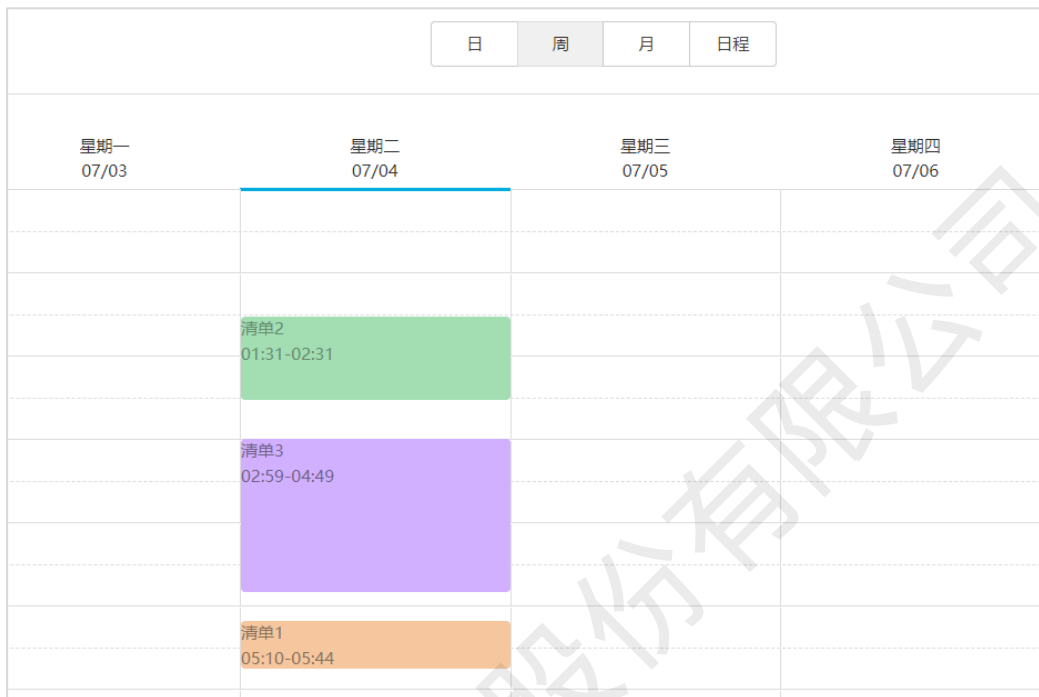 日 周 月 日程
星期一 星期二 星期三 星期四
07/03 07/04 07/05 07/06
清单2
01:31-02:31
清单3
02:59-04:49
清单1
05:10-05:44
股份有限公司